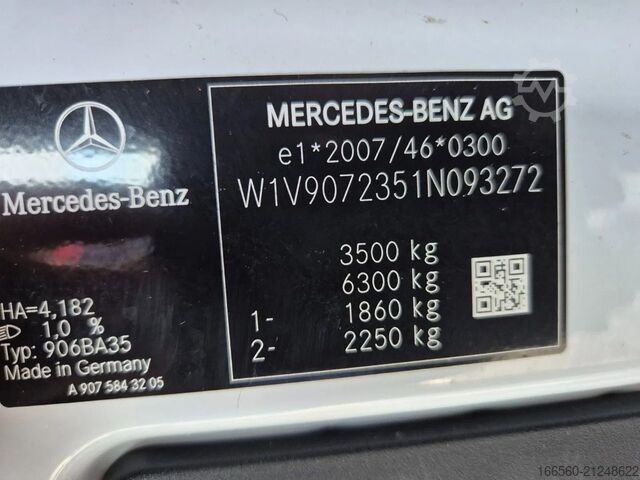 MERCEDES-BENZ AG
e1*2007/46*0300
W1V9072351N093272
3500 kg
6300 kg
1- 1860 kg
2- 2250 kg
Mercedes-Benz
HA=4,182
1,0 %
Typ: 906BA35
Made in Germany
A 907 584 32 05
166560-21248622